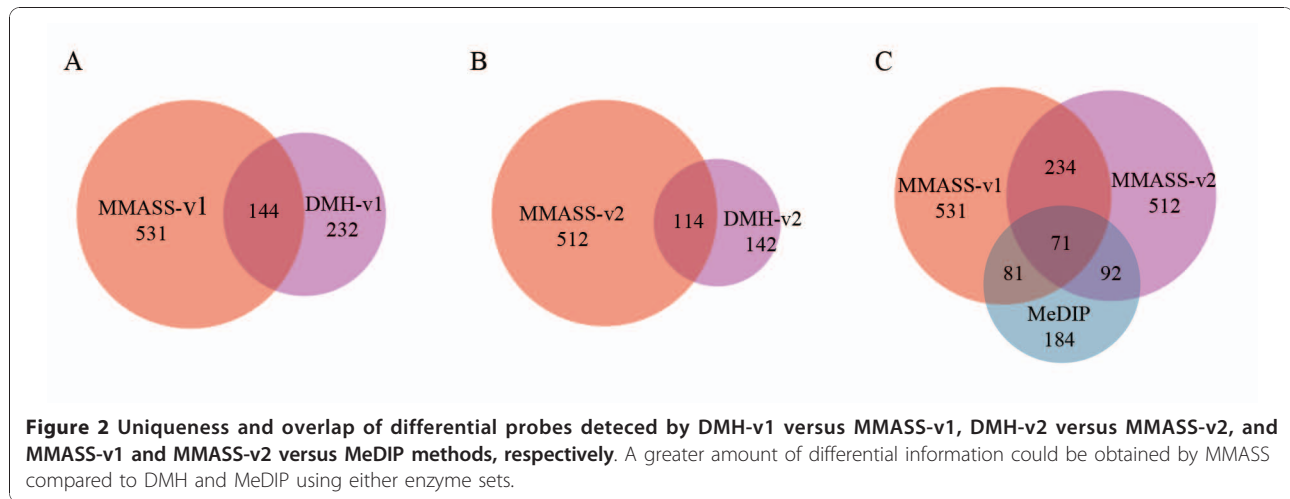 A
B
C
MMASS-v1
531
144
DMH-v1
232
MMASS-v2
512
114
DMH-v2
142
MMASS-v1
531
234
MMASS-v2
512
71
81
92
MeDIP
184
Figure 2 Uniqueness and overlap of differential probes deteced by DMH-v1 versus MMASS-v1, DMH-v2 versus MMASS-v2, and
MMASS-v1 and MMASS-v2 versus MeDIP methods, respectively. A greater amount of differential information could be obtained by MMASS
compared to DMH and MeDIP using either enzyme sets.